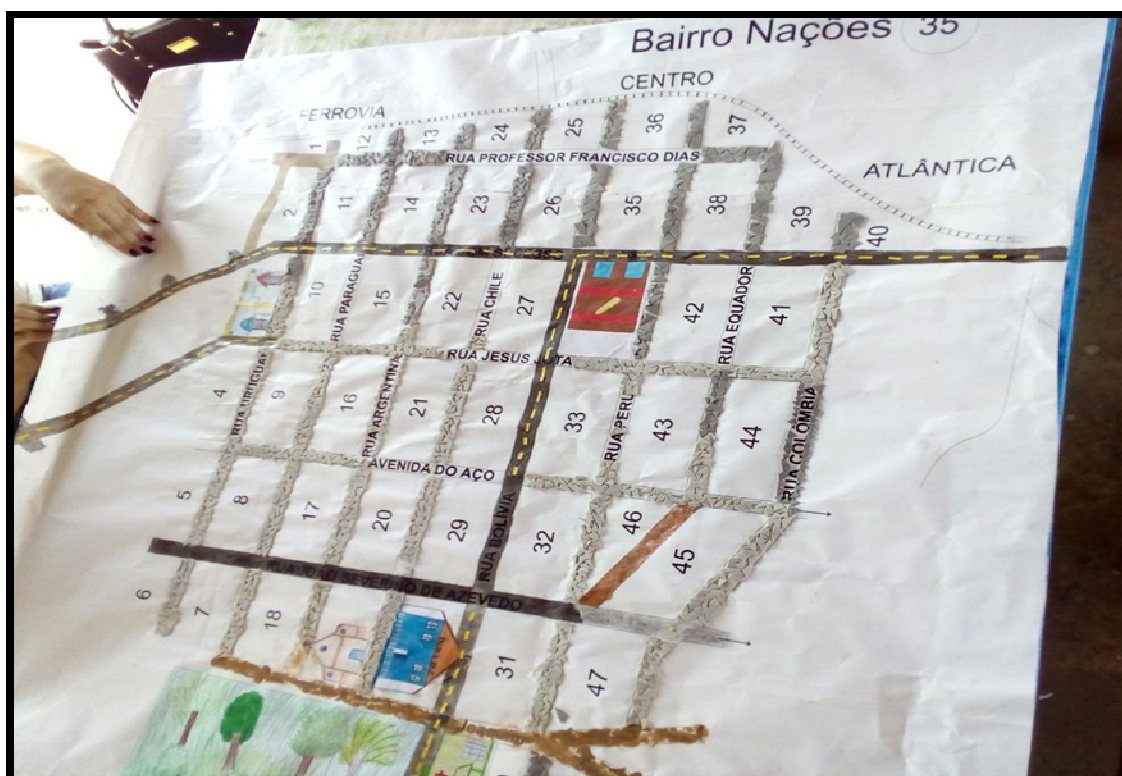 Bairro Nações 35
CENTRO
FERROVIA
ATLÂNTICA
1
12
13
24
25
36
37
RUA PROFESSOR FRANCISCO DIAS
2
11
14
23
26
35
38
39
40
10
RUA PARAGUAI
15
22
RUA CHILE
27
42
RUA EQUADOR
41
RUA JESUS JOTA
4
RUA URUGUAI
9
16
RUA ARGENTINA
21
28
33
RUA PERU
43
44
RUA COLÔMBIA
AVENIDA DO AÇO
5
8
17
20
29
RUA BOLÍVIA
32
46
45
RUA JOÃO SEVERINO DE AZEVEDO
6
7
18
31
47